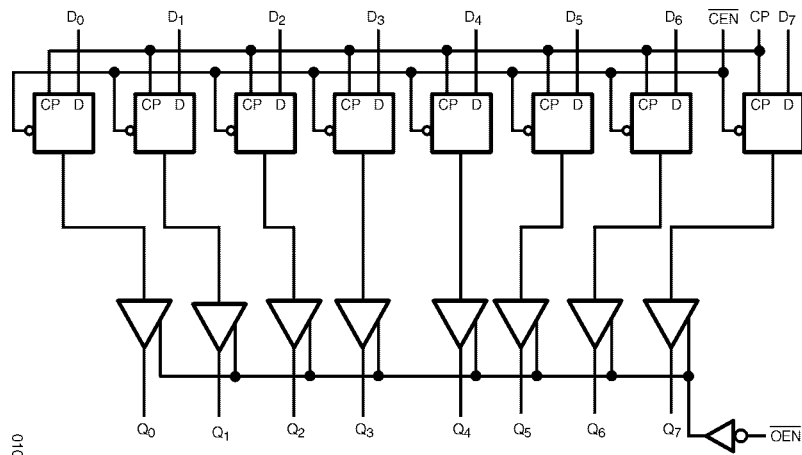 D0 D1 D2 D3 D4 D5 D6 CEN CP D7
CP D CP D CP D CP D CP D CP D CP D CP D
Q0 Q1 Q2 Q3 Q4 Q5 Q6 Q7 OEN
010